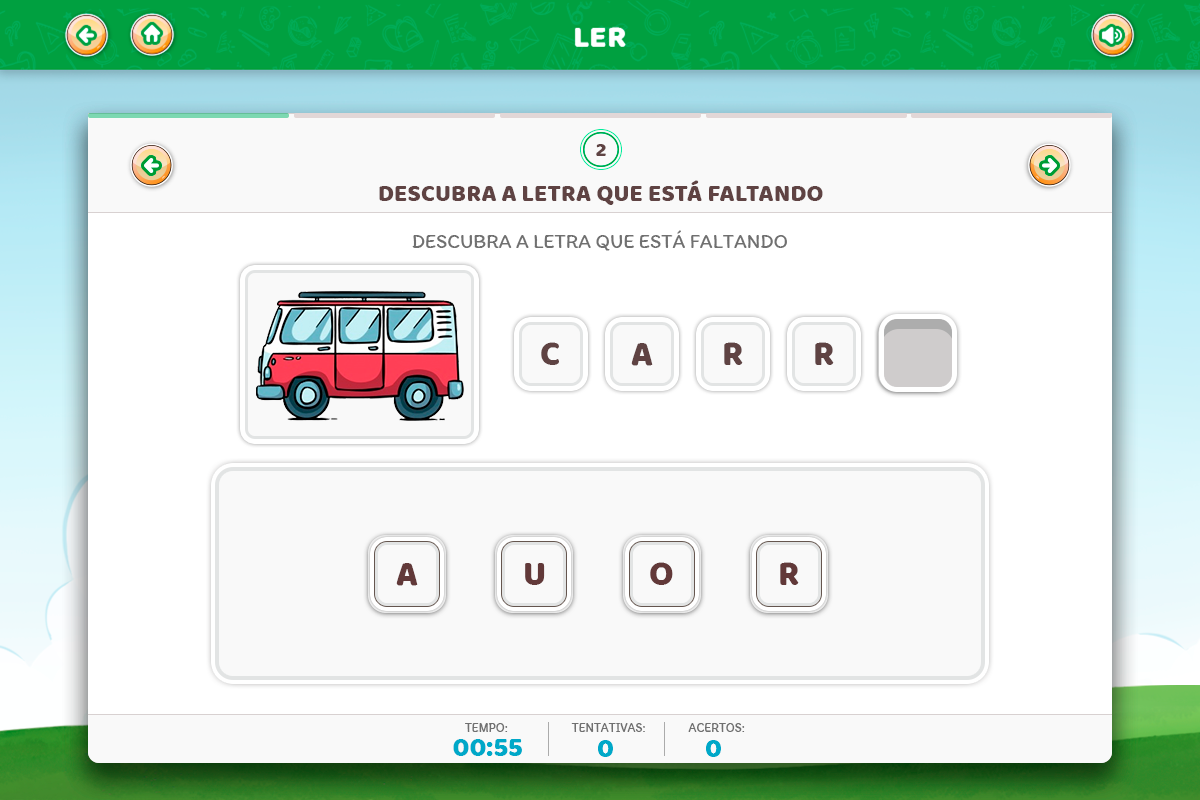 LER
2
DESCUBRA A LETRA QUE ESTÁ FALTANDO
DESCUBRA A LETRA QUE ESTÁ FALTANDO
C A R R
A U O R
TEMPO: TENTATIVAS: ACERTOS:
00:55 0 0